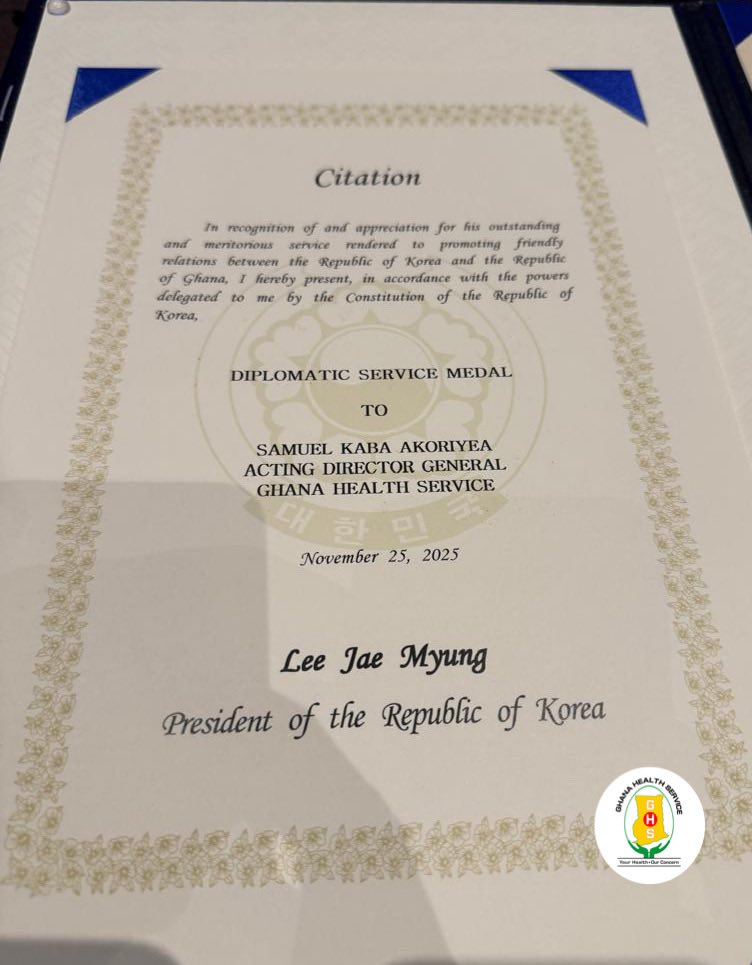 Citation
In recognition of and appreciation for his outstanding
and meritorious service rendered to promoting friendly
relations between the Republic of Korea and the Republic
of Ghana, I hereby present, in accordance with the powers
delegated to me by the Constitution of the Republic of
Korea,
DIPLOMATIC SERVICE MEDAL
TO
SAMUEL KABA AKORIYEA
ACTING DIRECTOR GENERAL
GHANA HEALTH SERVICE
대한민국
November 25, 2025
Lee Jae Myung
President of the Republic of Korea
GHANA HEALTH SERVICE
G
H
S
Your Health - Our Concern